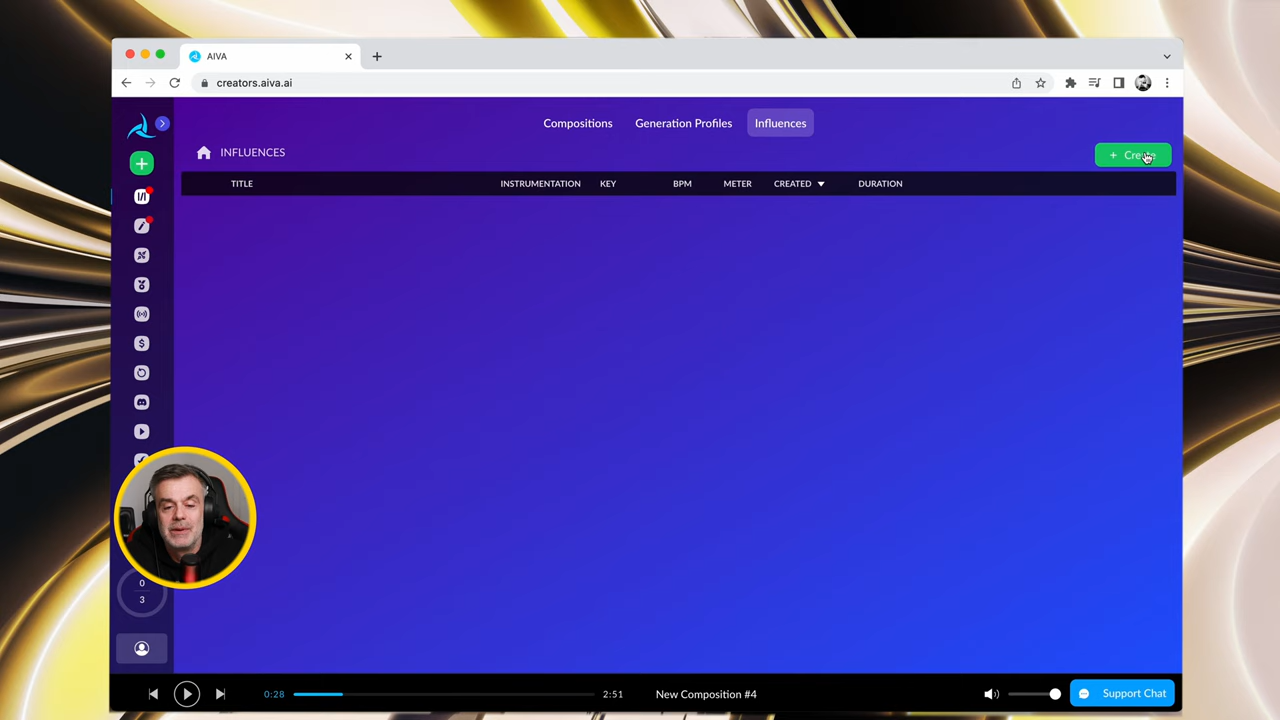 AIVA
creators.aiva.ai
Compositions
Generation Profiles
Influences
INFLUENCES
+ Create
TITLE
INSTRUMENTATION
KEY
BPM
METER
CREATED
DURATION
0
3
0:28
2:51
New Composition #4
Support Chat